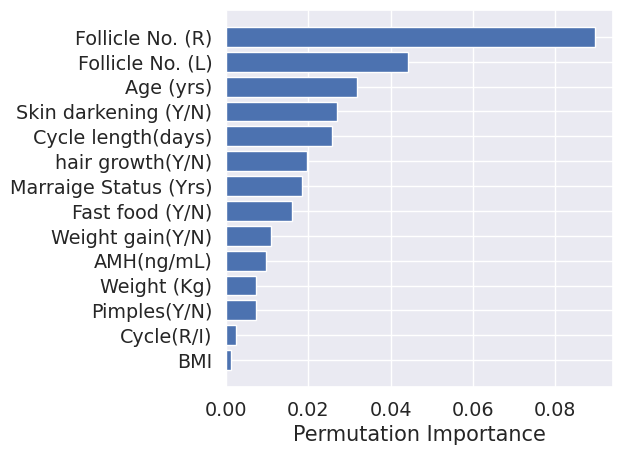 Follicle No. (R)
Follicle No. (L)
Age (yrs)
Skin darkening (Y/N)
Cycle length(days)
hair growth(Y/N)
Marraige Status (Yrs)
Fast food (Y/N)
Weight gain(Y/N)
AMH(ng/mL)
Weight (Kg)
Pimples(Y/N)
Cycle(R/I)
BMI
0.00 0.02 0.04 0.06 0.08
Permutation Importance